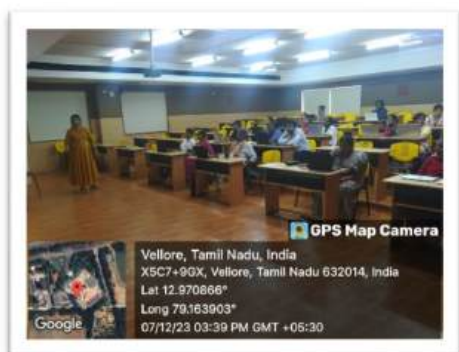 GPS Map Camera
Vellore, Tamil Nadu, India
X5C7+9GX, Vellore, Tamil Nadu 632014, India
Lat 12.970866°
Long 79.163903°
07/12/23 03:39 PM GMT +05:30
Google